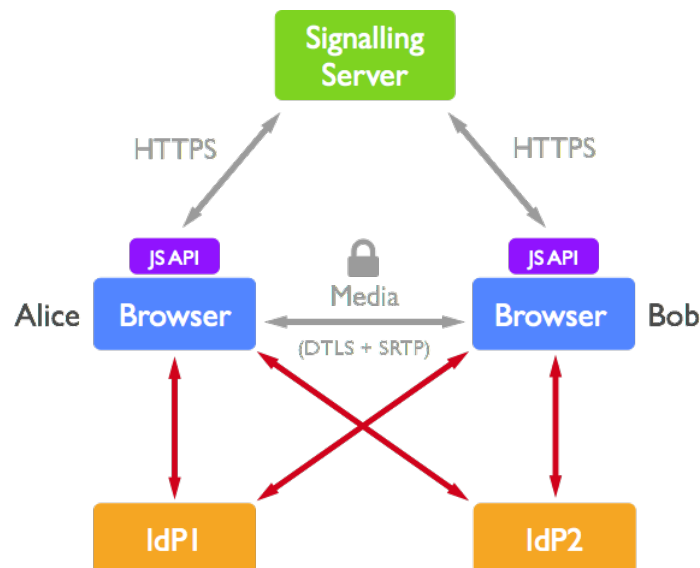 Signalling
Server
HTTPS
HTTPS
JS API
JS API
Media
Alice
Browser
Browser
Bob
(DTLS + SRTP)
IdP1
IdP2